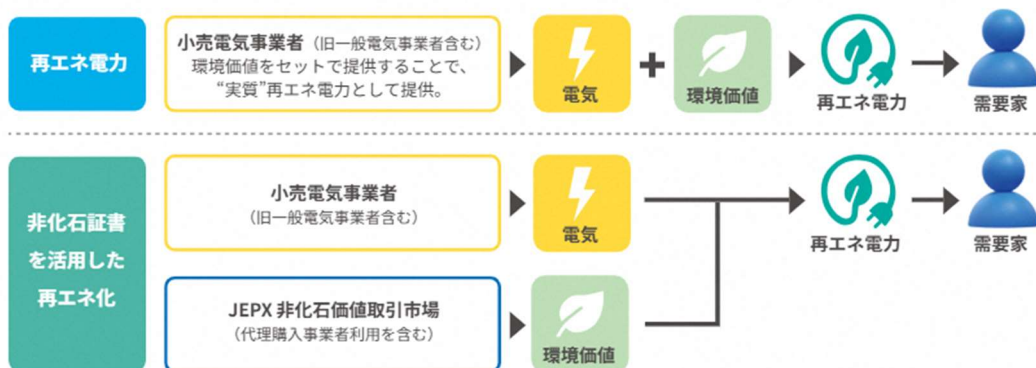 再エネ電力
小売電気事業者（旧一般電気事業者含む）
環境価値をセットで提供することで、
“実質”再エネ電力として提供。
電気
環境価値
再エネ電力
需要家
非化石証書
を活用した
再エネ化
小売電気事業者
（旧一般電気事業者含む）
電気
再エネ電力
需要家
JEPX 非化石価値取引市場
（代理購入事業者利用を含む）
環境価値